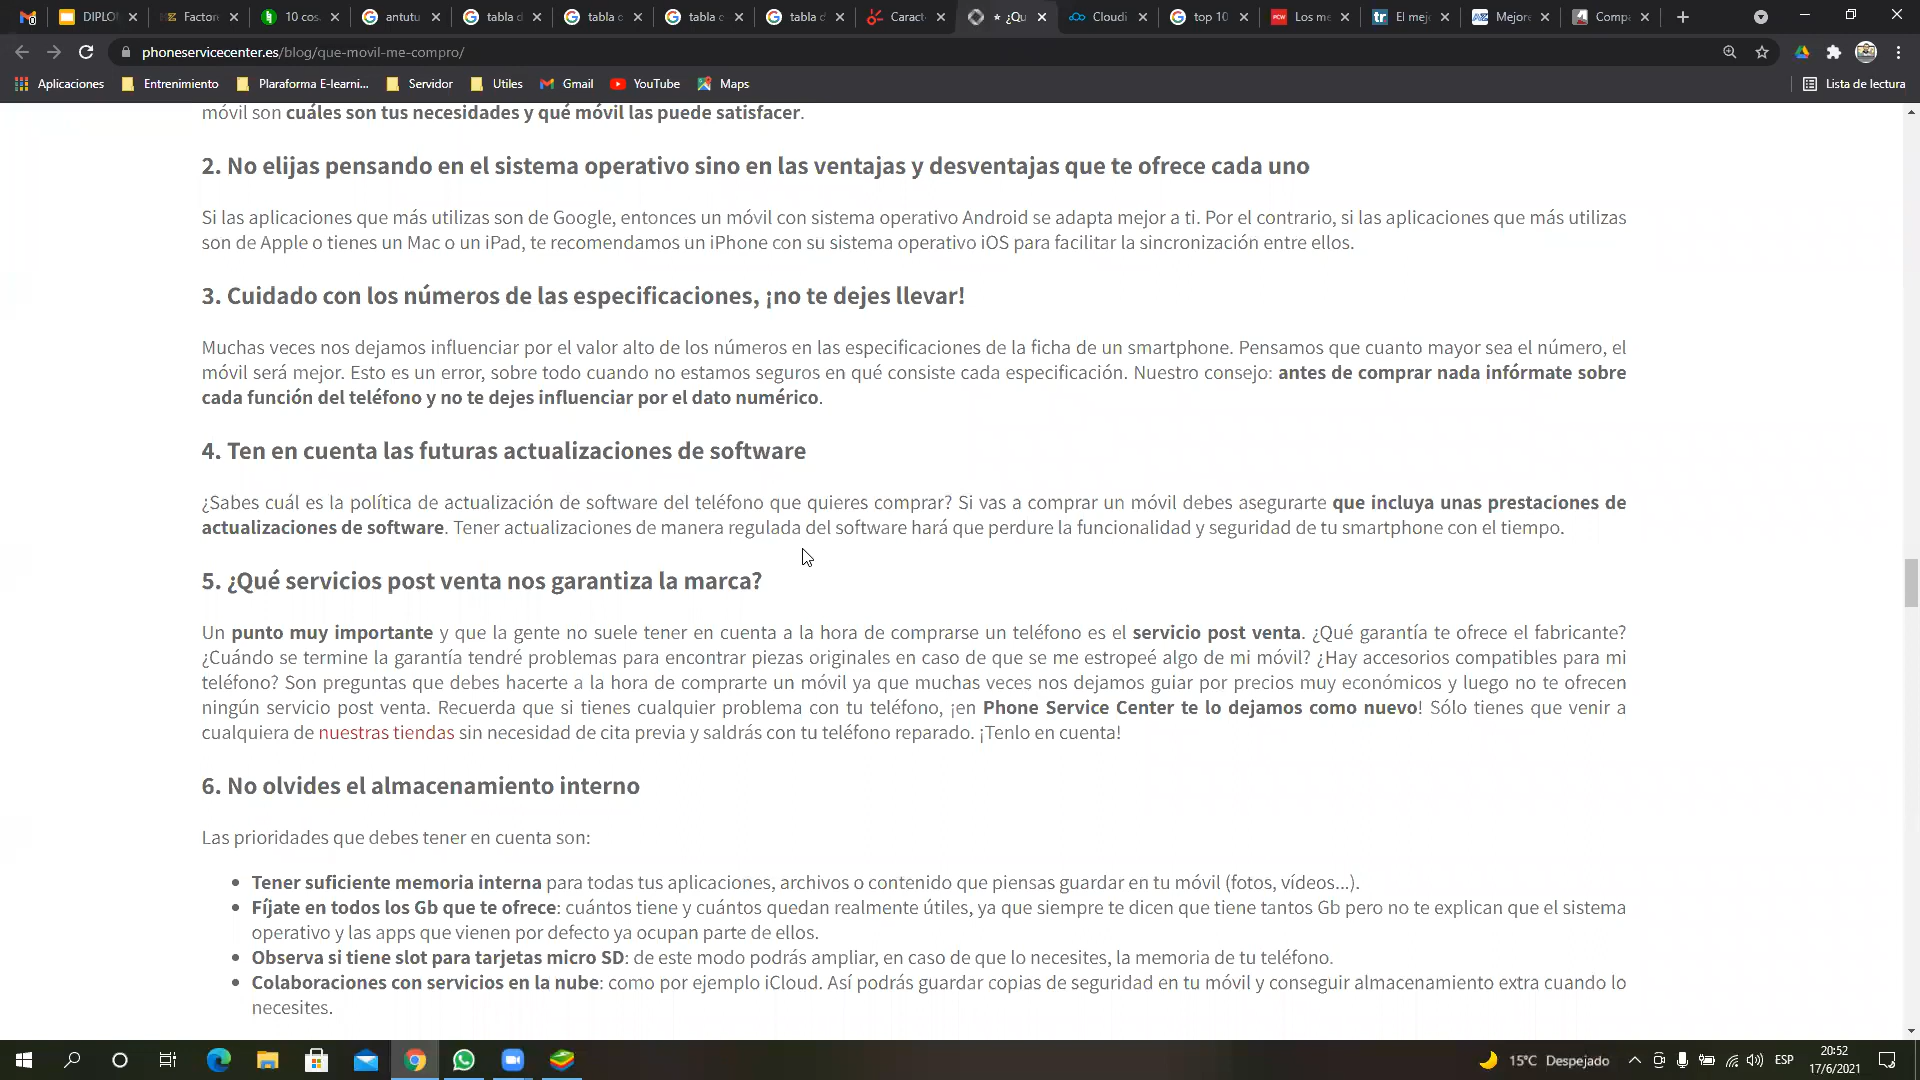 DIPLO
Factore
10 cos
antutu
tabla d
tabla c
tabla c
tabla d
Caract
★ ¿Qu
Cloudi
top 10
Los me
El mej
Mejore
Compa
phoneservicecenter.es/blog/que-movil-me-compro/
Aplicaciones
Entrenimiento
Plaraforma E-learni...
Servidor
Utiles
Gmail
YouTube
Maps
Lista de lectura
móvil son cuáles son tus necesidades y qué móvil las puede satisfacer.
2. No elijas pensando en el sistema operativo sino en las ventajas y desventajas que te ofrece cada uno
Si las aplicaciones que más utilizas son de Google, entonces un móvil con sistema operativo Android se adapta mejor a ti. Por el contrario, si las aplicaciones que más utilizas
son de Apple o tienes un Mac o un iPad, te recomendamos un iPhone con su sistema operativo iOS para facilitar la sincronización entre ellos.
3. Cuidado con los números de las especificaciones, ¡no te dejes llevar!
Muchas veces nos dejamos influenciar por el valor alto de los números en las especificaciones de la ficha de un smartphone. Pensamos que cuanto mayor sea el número, el
móvil será mejor. Esto es un error, sobre todo cuando no estamos seguros en qué consiste cada especificación. Nuestro consejo: antes de comprar nada infórmate sobre
cada función del teléfono y no te dejes influenciar por el dato numérico.
4. Ten en cuenta las futuras actualizaciones de software
¿Sabes cuál es la política de actualización de software del teléfono que quieres comprar? Si vas a comprar un móvil debes asegurarte que incluya unas prestaciones de
actualizaciones de software. Tener actualizaciones de manera regulada del software hará que perdure la funcionalidad y seguridad de tu smartphone con el tiempo.
5. ¿Qué servicios post venta nos garantiza la marca?
Un punto muy importante y que la gente no suele tener en cuenta a la hora de comprarse un teléfono es el servicio post venta. ¿Qué garantía te ofrece el fabricante?
¿Cuándo se termine la garantía tendré problemas para encontrar piezas originales en caso de que se me estropeé algo de mi móvil? ¿Hay accesorios compatibles para mi
teléfono? Son preguntas que debes hacerte a la hora de comprarte un móvil ya que muchas veces nos dejamos guiar por precios muy económicos y luego no te ofrecen
ningún servicio post venta. Recuerda que si tienes cualquier problema con tu teléfono, ¡en Phone Service Center te lo dejamos como nuevo! Sólo tienes que venir a
cualquiera de nuestras tiendas sin necesidad de cita previa y saldrás con tu teléfono reparado. ¡Tenlo en cuenta!
6. No olvides el almacenamiento interno
Las prioridades que debes tener en cuenta son:
• Tener suficiente memoria interna para todas tus aplicaciones, archivos o contenido que piensas guardar en tu móvil (fotos, vídeos...).
• Fíjate en todos los Gb que te ofrece: cuántos tiene y cuántos quedan realmente útiles, ya que siempre te dicen que tiene tantos Gb pero no te explican que el sistema
operativo y las apps que vienen por defecto ya ocupan parte de ellos.
• Observa si tiene slot para tarjetas micro SD: de este modo podrás ampliar, en caso de que lo necesites, la memoria de tu teléfono.
• Colaboraciones con servicios en la nube: como por ejemplo iCloud. Así podrás guardar copias de seguridad en tu móvil y conseguir almacenamiento extra cuando lo
necesites.
15°C Despejado
ESP
20:52
17/6/2021